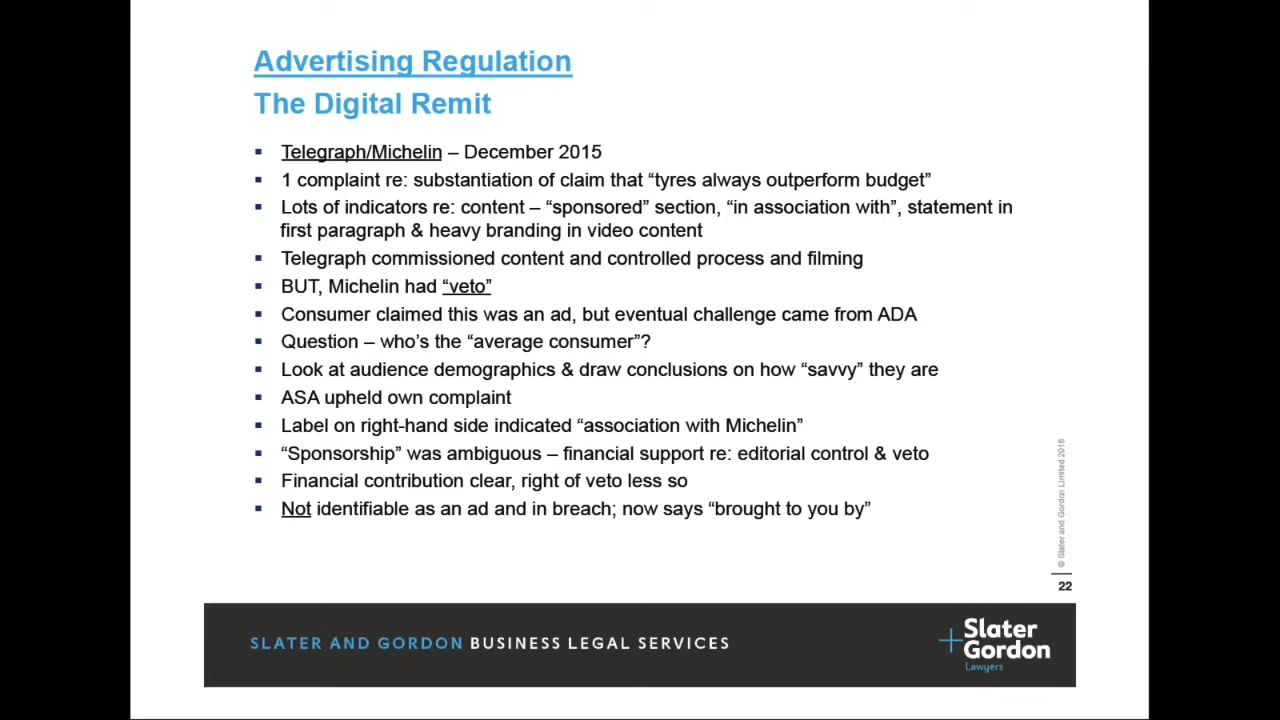 Advertising Regulation
The Digital Remit
▪ Telegraph/Michelin – December 2015
▪ 1 complaint re: substantiation of claim that “tyres always outperform budget”
▪ Lots of indicators re: content – “sponsored” section, “in association with”, statement in
first paragraph & heavy branding in video content
▪ Telegraph commissioned content and controlled process and filming
▪ BUT, Michelin had “veto”
▪ Consumer claimed this was an ad, but eventual challenge came from ADA
▪ Question – who’s the “average consumer”?
▪ Look at audience demographics & draw conclusions on how “savvy” they are
▪ ASA upheld own complaint
▪ Label on right-hand side indicated “association with Michelin”
▪ “Sponsorship” was ambiguous – financial support re: editorial control & veto
▪ Financial contribution clear, right of veto less so
▪ Not identifiable as an ad and in breach; now says “brought to you by”
© Slater and Gordon Limited 2016
22
SLATER AND GORDON BUSINESS LEGAL SERVICES
Slater
Gordon
Lawyers